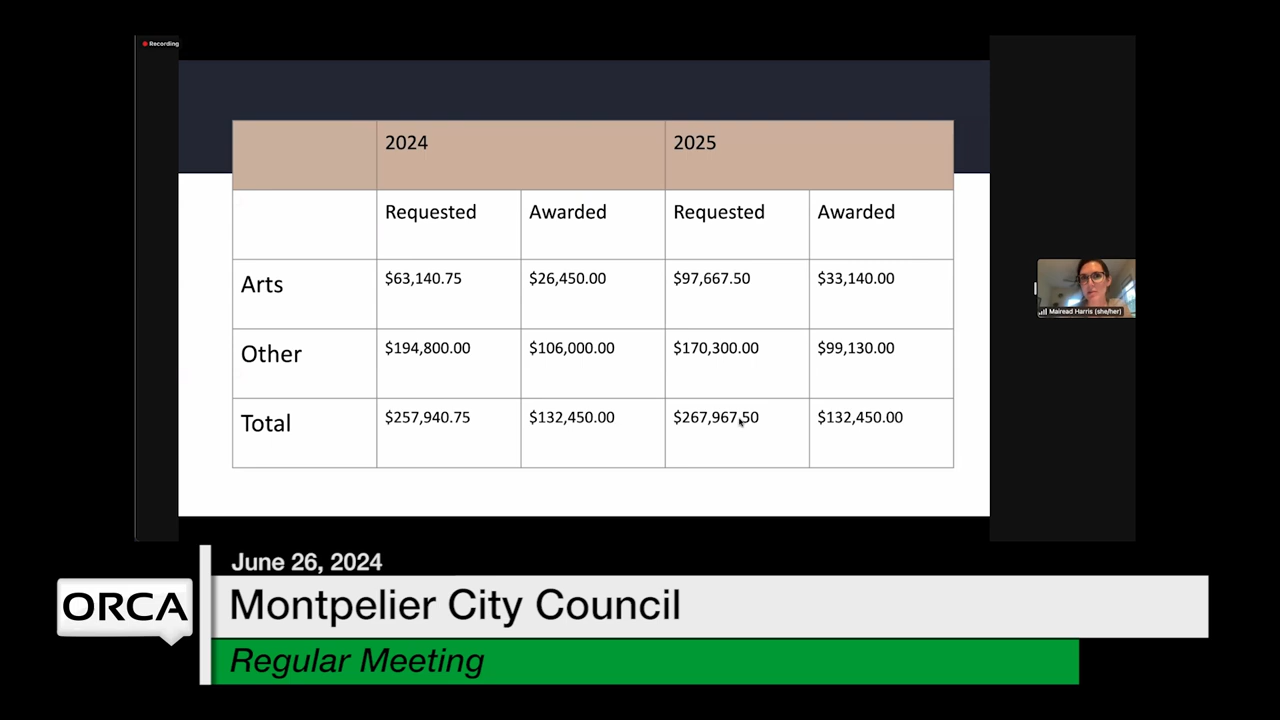 Recording
2024 2025
Requested Awarded Requested Awarded
Arts $63,140.75 $26,450.00 $97,667.50 $33,140.00
Other $194,800.00 $106,000.00 $170,300.00 $99,130.00
Total $257,940.75 $132,450.00 $267,967.50 $132,450.00
Mairead Harris (she/her)
June 26, 2024
ORCA
Montpelier City Council
Regular Meeting